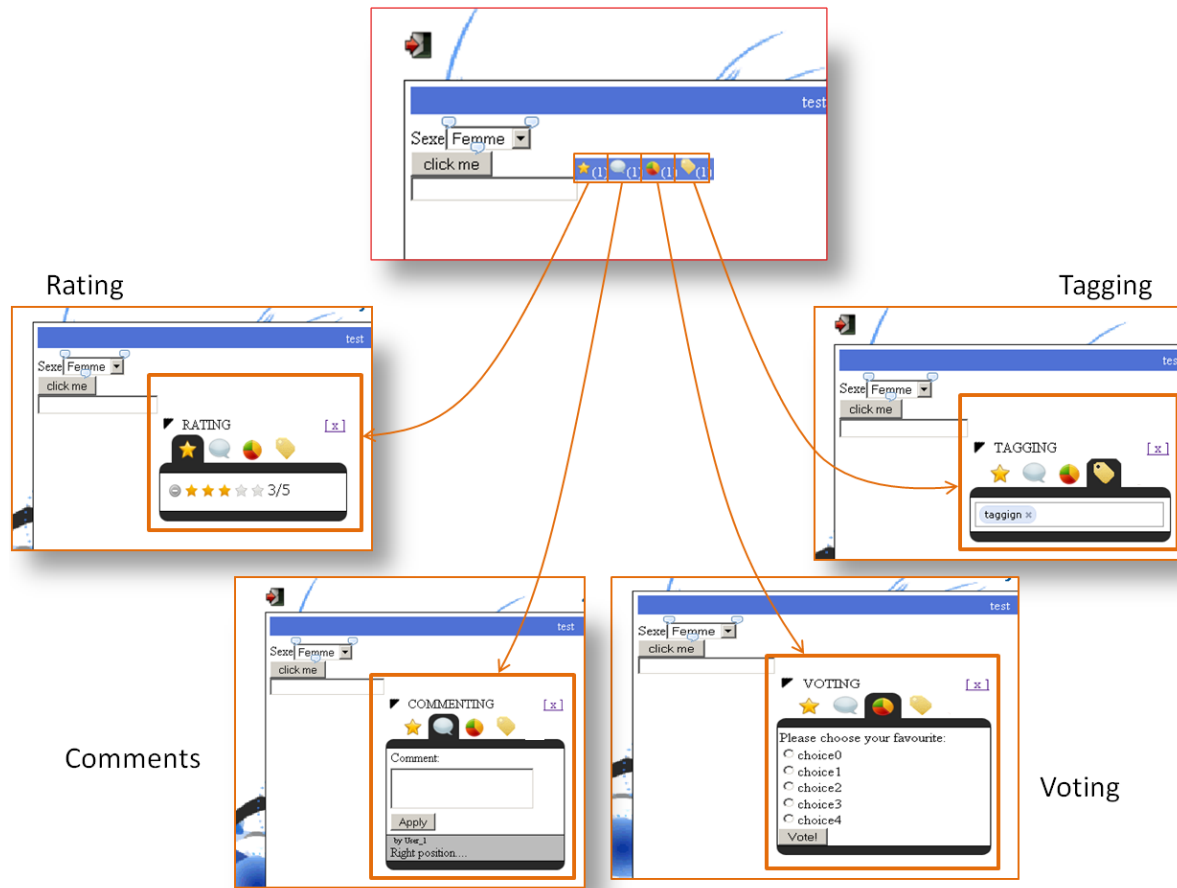 test
Sexe Femme
click me
(1) (1) (1) (1)
Rating
test
Sexe Femme
click me
RATING [ x ]
3/5
Tagging
tes
Sexe Femme
click me
TAGGING [ x ]
taggign ×
Comments
test
Sexe Femme
click me
COMMENTING [ x ]
Comment:
Apply
by User_1
Right position....
Voting
test
Sexe Femme
click me
VOTING [ x ]
Please choose your favourite:
choice0
choice1
choice2
choice3
choice4
Vote!